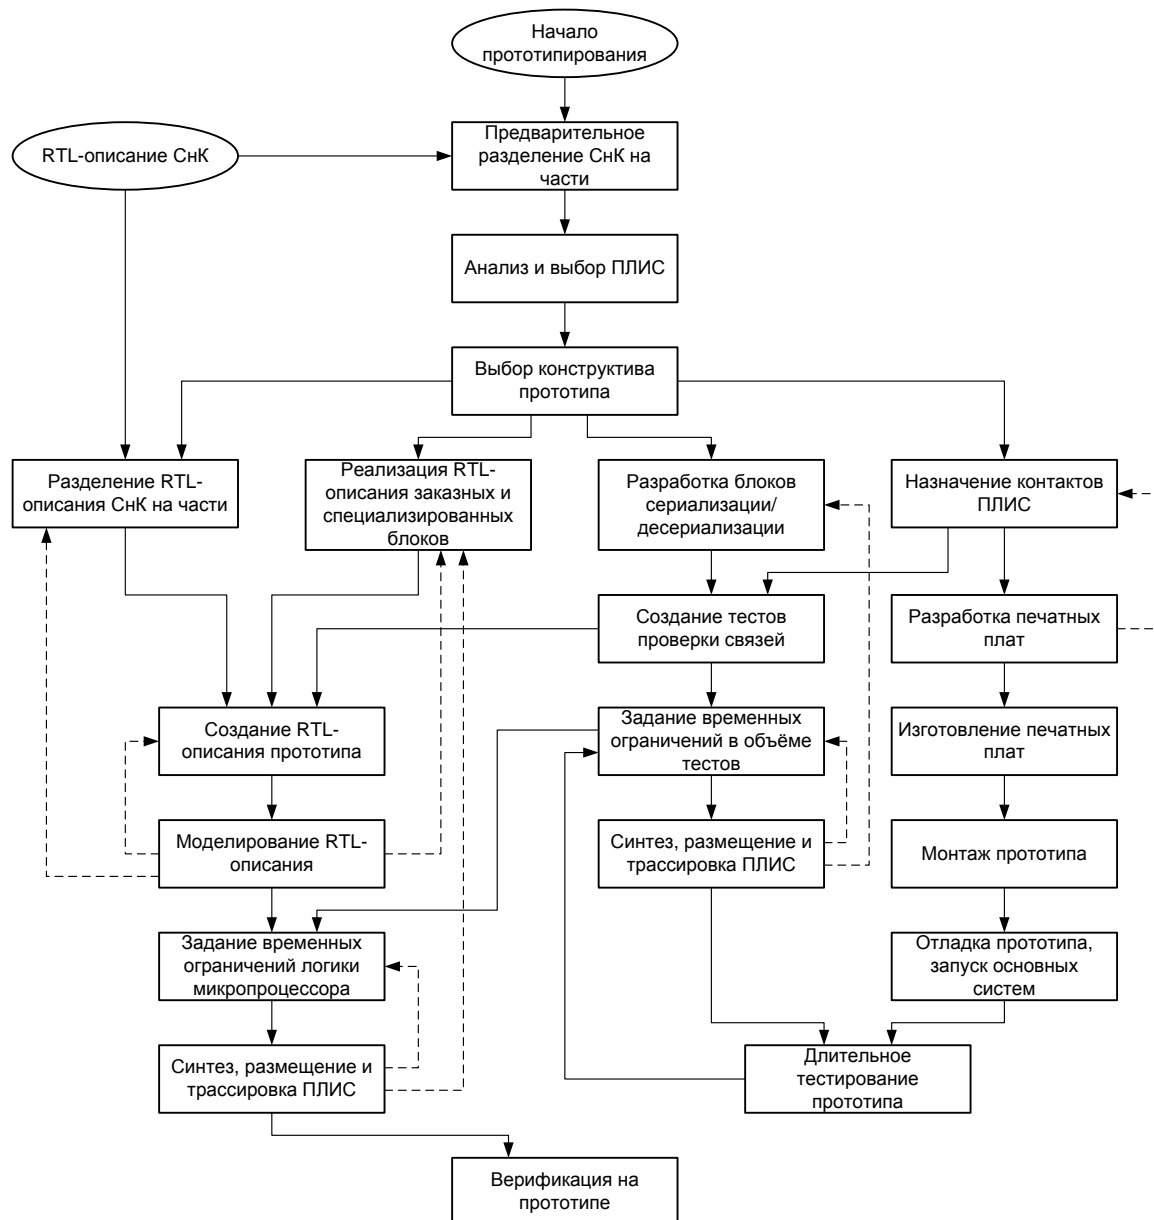 Начало
прототипирования
RTL-описание СнК
Предварительное
разделение СнК на
части
Анализ и выбор ПЛИС
Выбор конструктива
прототипа
Разделение RTL-
описания СнК на части
Реализация RTL-
описания заказных и
специализированных
блоков
Разработка блоков
сериализации/
десериализации
Назначение контактов
ПЛИС
Создание тестов
проверки связей
Разработка печатных
плат
Создание RTL-
описания прототипа
Задание временных
ограничений в объёме
тестов
Изготовление печатных
плат
Моделирование RTL-
описания
Синтез, размещение и
трассировка ПЛИС
Монтаж прототипа
Задание временных
ограничений логики
микропроцессора
Отладка прототипа,
запуск основных
систем
Синтез, размещение и
трассировка ПЛИС
Длительное
тестирование
прототипа
Верификация на
прототипе